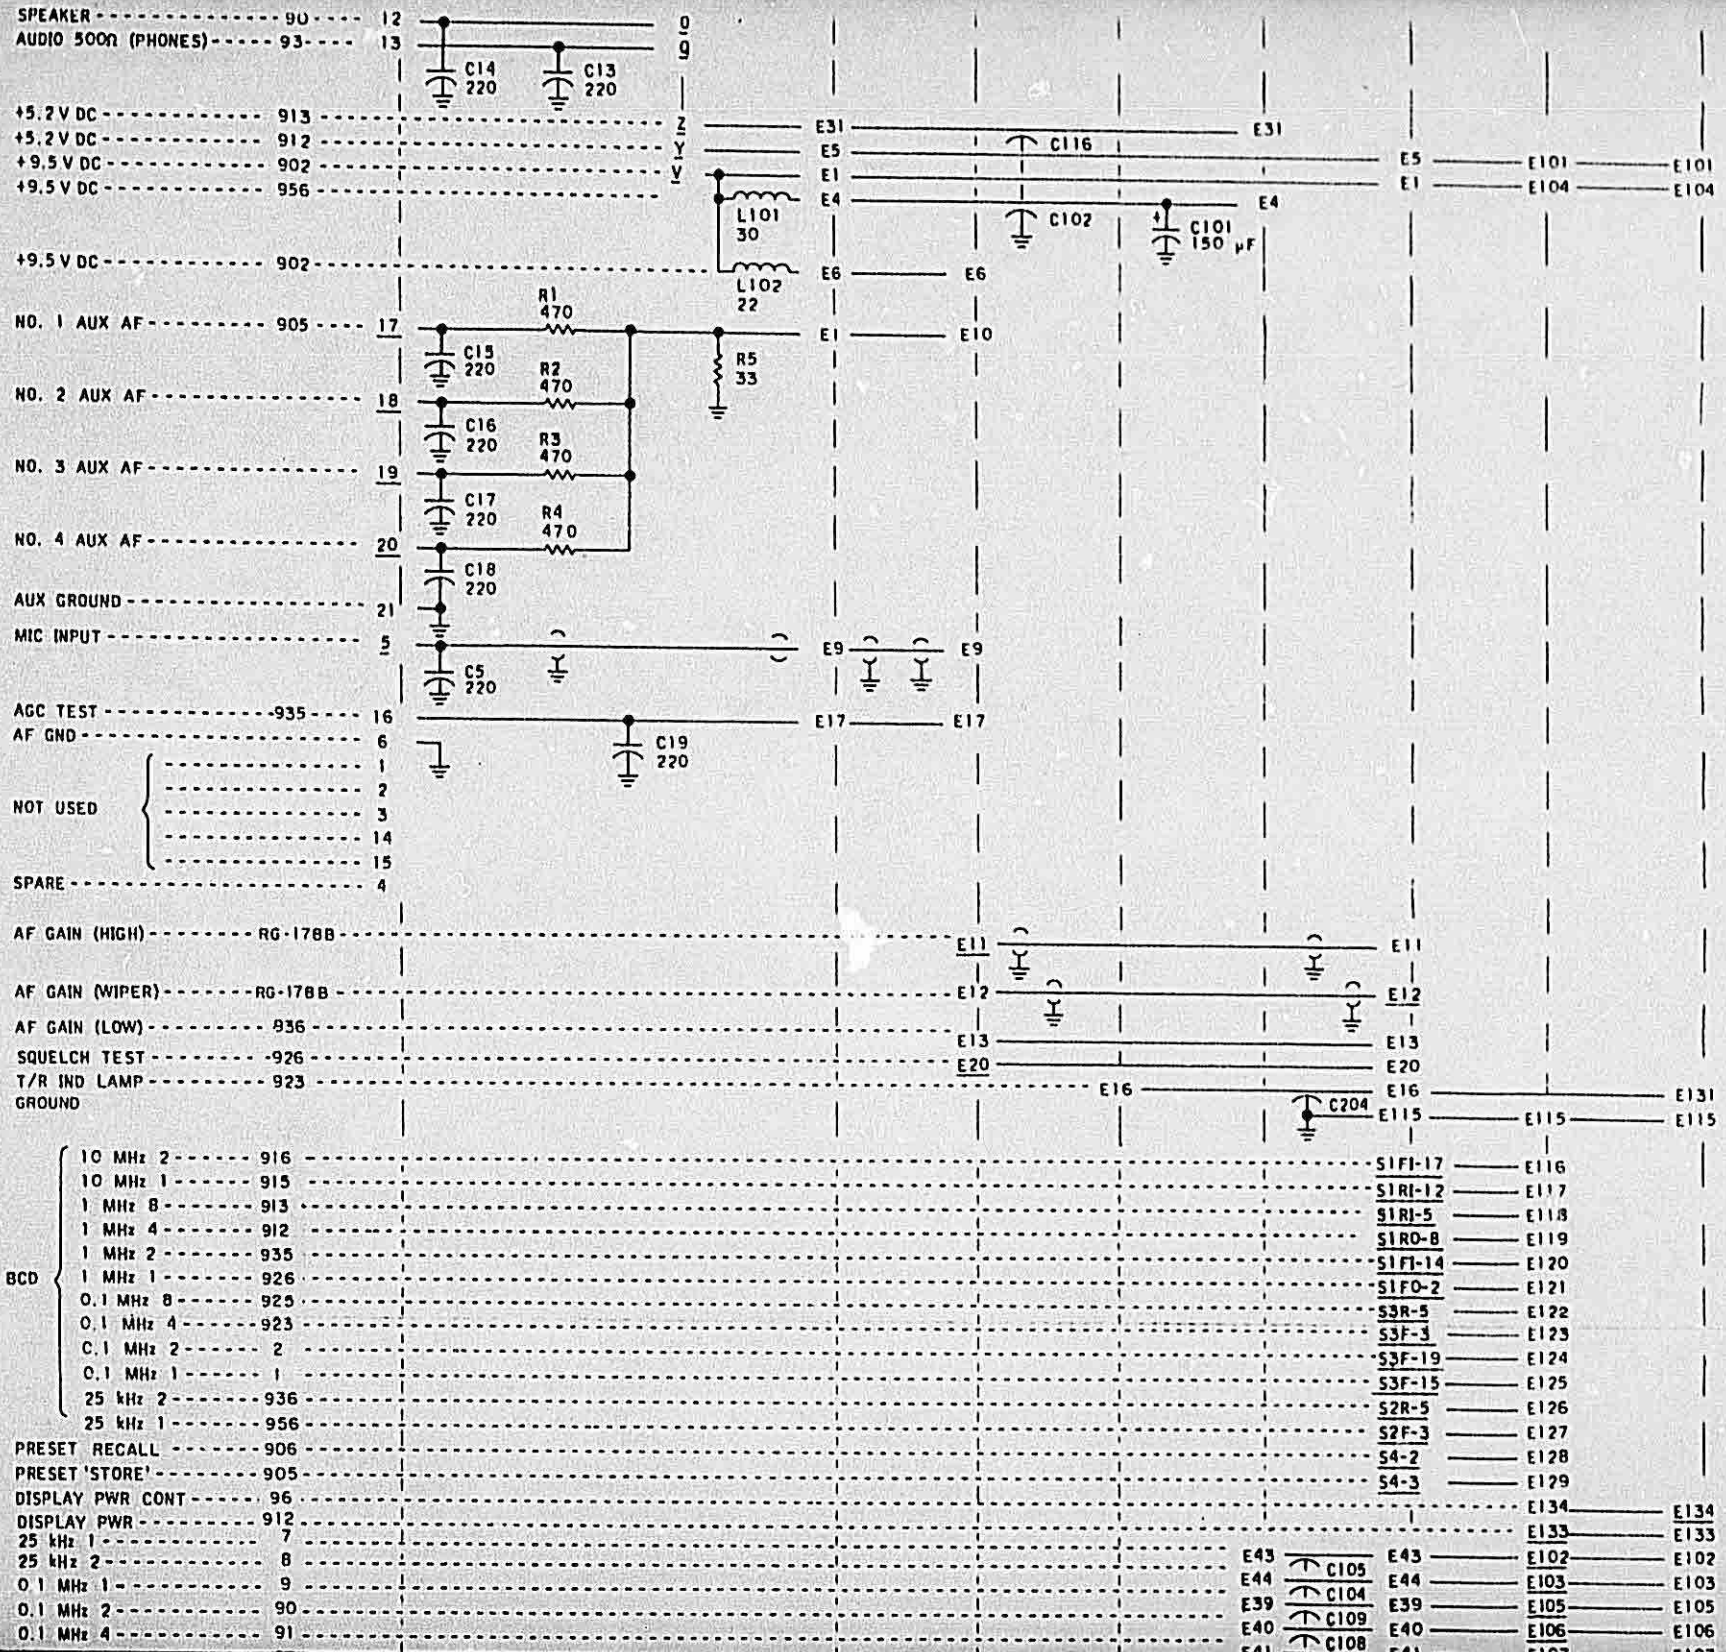 SPEAKER 90 12 o
AUDIO 500Ω (PHONES) 93 13 q
C14 220 C13 220
+5.2V DC 913 Z E31 E31
+5.2V DC 912 Y E5 C116 E5 E101 E101
+9.5V DC 902 V E1 E1 E104 E104
+9.5V DC 956 E4 E4
L101 30 C102 + C101 150 µF
+9.5V DC 902 E6 E6
L102 22
R1 470
NO. 1 AUX AF 905 17 E1 E10
C15 220 R5 33
R2 470
NO. 2 AUX AF 18
C16 220
R3 470
NO. 3 AUX AF 19
C17 220
R4 470
NO. 4 AUX AF 20
C18 220
AUX GROUND 21
MIC INPUT 5 E9 E9
C5 220
AGC TEST 935 16 E17 E17
AF GND 6
C19 220
1
2
NOT USED 3
14
15
SPARE 4
AF GAIN (HIGH) RG-178B E11 E11
AF GAIN (WIPER) RG-178B E12 E12
AF GAIN (LOW) 936 E13 E13
SQUELCH TEST 926 E20 E20
T/R IND LAMP 923 E16 E16 E131
GROUND C204 E115 E115 E115
10 MHz 2 916 S1FI-17 E116
10 MHz 1 915 S1RI-12 E117
1 MHz 8 913 S1RI-5 E118
1 MHz 4 912 S1RO-8 E119
1 MHz 2 935 S1FI-14 E120
BCD 1 MHz 1 926 S1FO-2 E121
0.1 MHz 8 925 S3R-5 E122
0.1 MHz 4 923 S3F-3 E123
0.1 MHz 2 2 S3F-19 E124
0.1 MHz 1 1 S3F-15 E125
25 kHz 2 936 S2R-5 E126
25 kHz 1 956 S2F-3 E127
PRESET RECALL 906 S4-2 E128
PRESET 'STORE' 905 S4-3 E129
DISPLAY PWR CONT 96 E134 E134
DISPLAY PWR 912 E133 E133
25 kHz 1 7 E43 E43 E102 E102
C105
25 kHz 2 8 E44 E44 E103 E103
C104
0.1 MHz 1 9 E39 E39 E105 E105
C109
0.1 MHz 2 90 E40 E40 E106 E106
C108
0.1 MHz 4 91